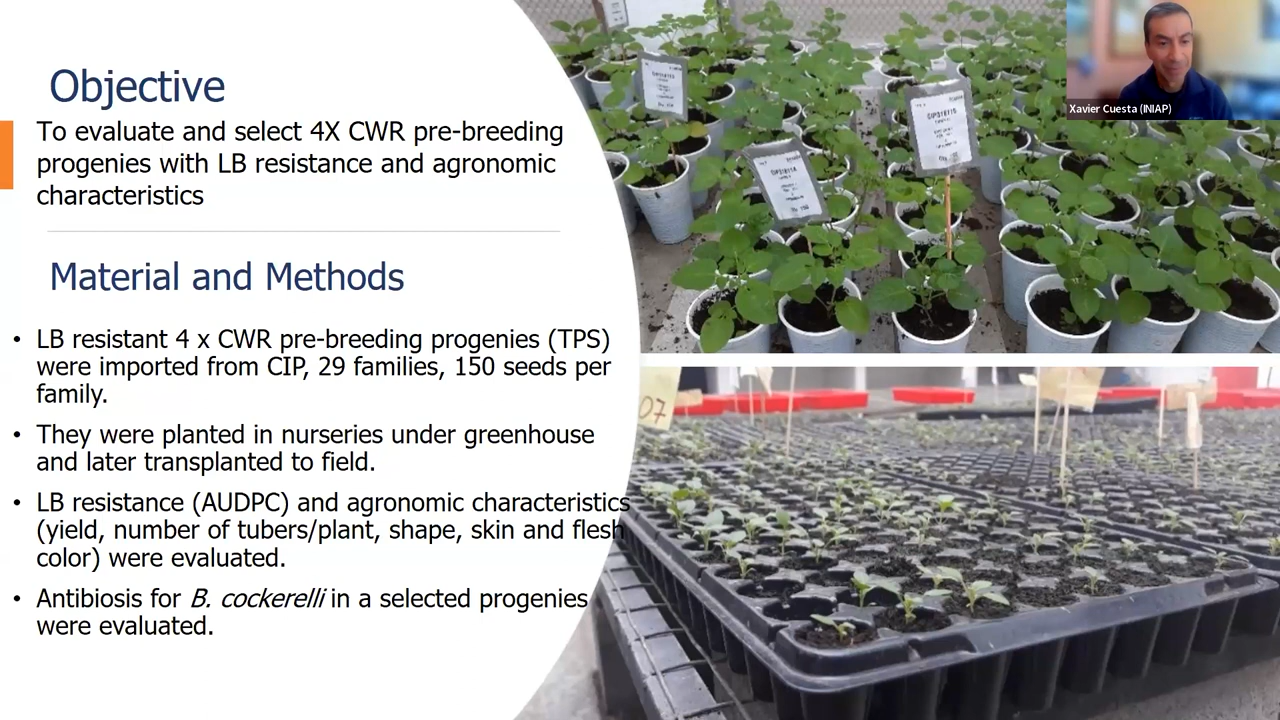 Objective
To evaluate and select 4X CWR pre-breeding
progenies with LB resistance and agronomic
characteristics
Material and Methods
• LB resistant 4 x CWR pre-breeding progenies (TPS)
were imported from CIP, 29 families, 150 seeds per
family.
• They were planted in nurseries under greenhouse
and later transplanted to field.
• LB resistance (AUDPC) and agronomic characteristics
(yield, number of tubers/plant, shape, skin and flesh
color) were evaluated.
• Antibiosis for B. cockerelli in a selected progenies
were evaluated.
Xavier Cuesta (INIAP)
07